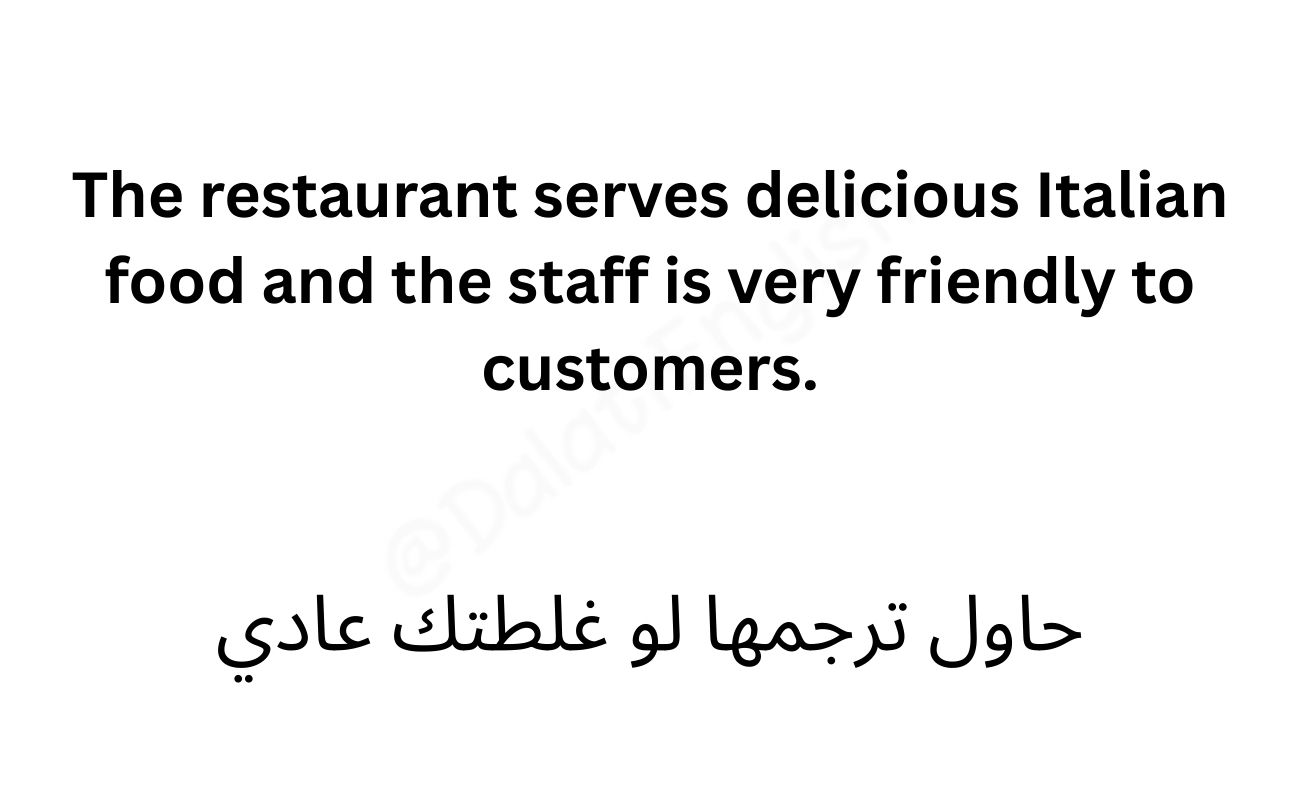 The restaurant serves delicious Italian
food and the staff is very friendly to
customers.
@DalatEnglish
حاول ترجمها لو غلطتك عادي